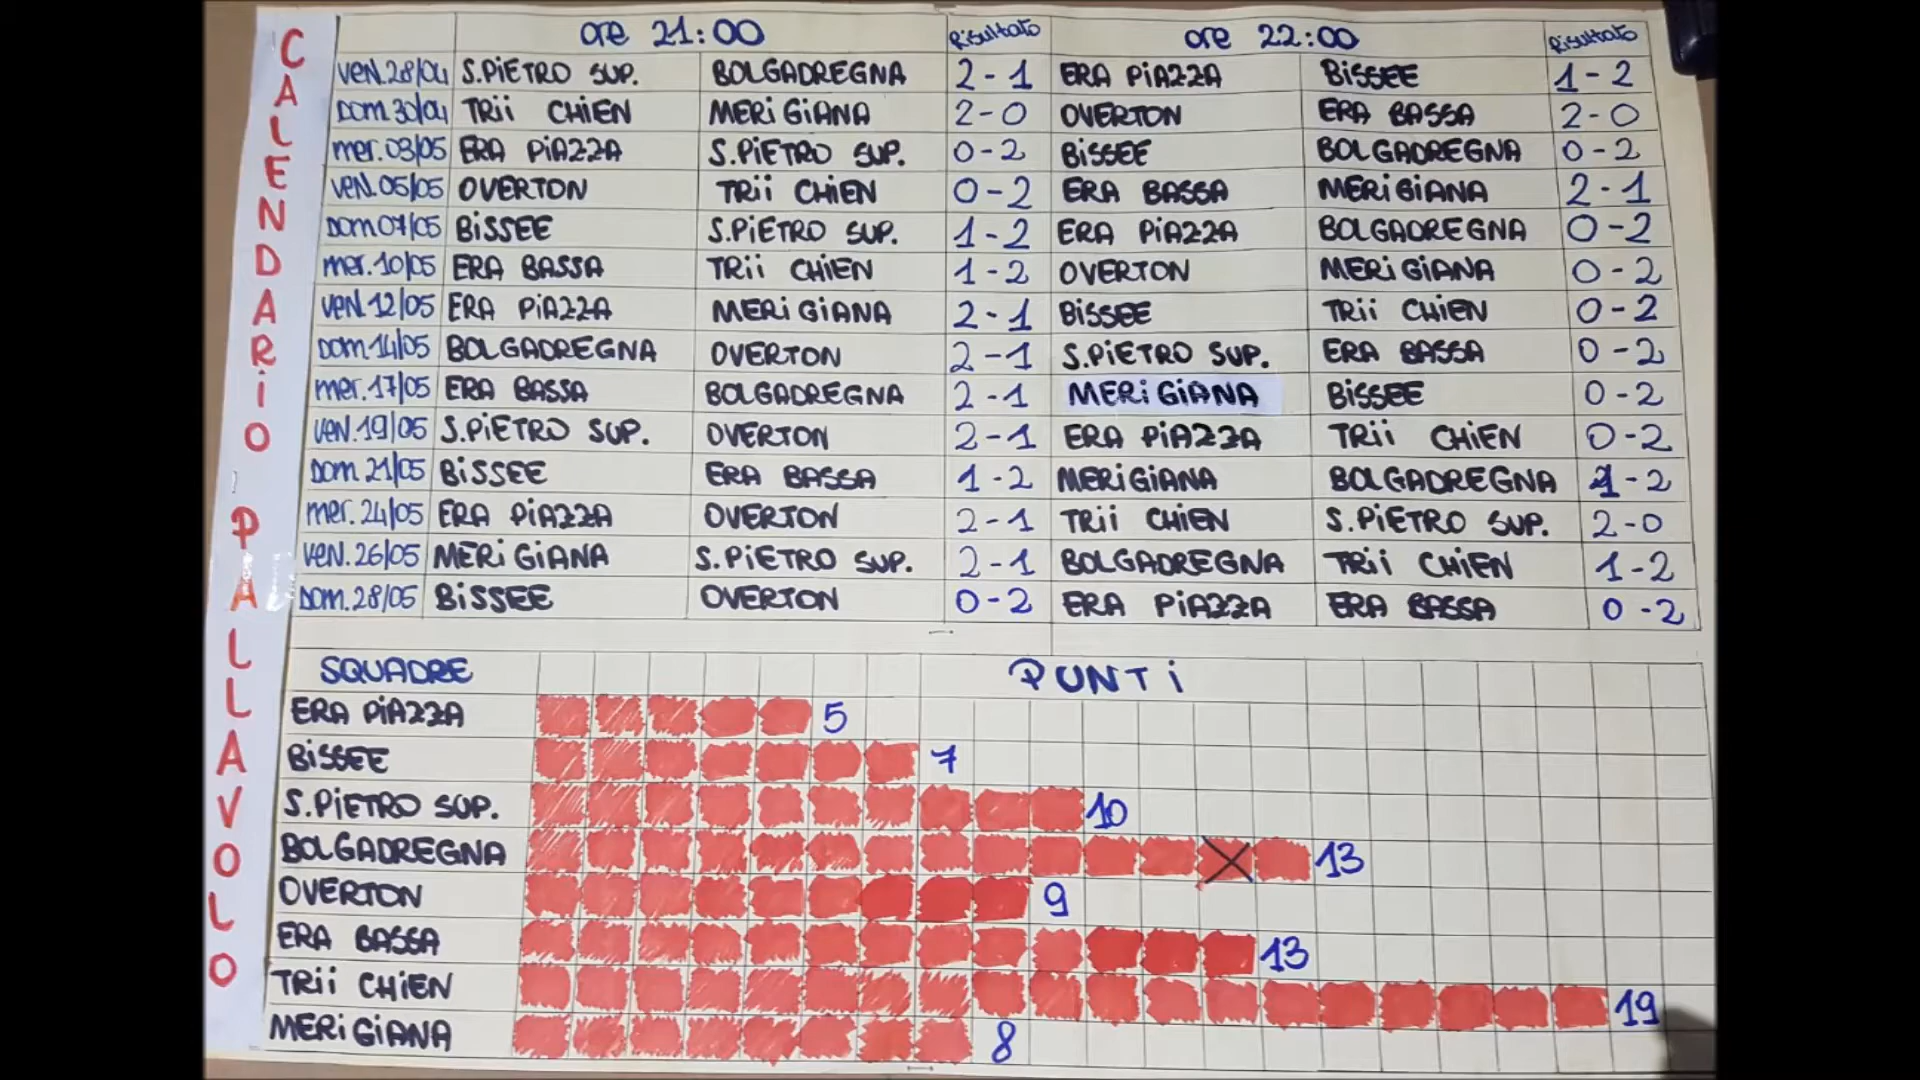 CALENDARIO PALLAVOLO
ore 21:00 Risultato ore 22:00 Risultato
ven.28/04 S.PIETRO SUP. BOLGADREGNA 2-1 ERA PIAZZA BISSEE 1-2
Dom.30/04 TRII CHIEN MERIGIANA 2-0 OVERTON ERA BASSA 2-0
mer.03/05 ERA PIAZZA S.PIETRO SUP. 0-2 BISSEE BOLGADREGNA 0-2
ven.05/05 OVERTON TRII CHIEN 0-2 ERA BASSA MERIGIANA 2-1
Dom 07/05 BISSEE S.PIETRO SUP. 1-2 ERA PIAZZA BOLGADREGNA 0-2
mer.10/05 ERA BASSA TRII CHIEN 1-2 OVERTON MERIGIANA 0-2
ven.12/05 ERA PIAZZA MERIGIANA 2-1 BISSEE TRII CHIEN 0-2
Dom.14/05 BOLGADREGNA OVERTON 2-1 S.PIETRO SUP. ERA BASSA 0-2
mer.17/05 ERA BASSA BOLGADREGNA 2-1 MERIGIANA BISSEE 0-2
ven.19/05 S.PIETRO SUP. OVERTON 2-1 ERA PIAZZA TRII CHIEN 0-2
Dom.21/05 BISSEE ERA BASSA 1-2 MERIGIANA BOLGADREGNA 1-2
mer.24/05 ERA PIAZZA OVERTON 2-1 TRII CHIEN S.PIETRO SUP. 2-0
ven.26/05 MERIGIANA S.PIETRO SUP. 2-1 BOLGADREGNA TRII CHIEN 1-2
Dom.28/05 BISSEE OVERTON 0-2 ERA PIAZZA ERA BASSA 0-2
SQUADRE PUNTI
ERA PIAZZA 5
BISSEE 7
S.PIETRO SUP. 10
BOLGADREGNA 13
OVERTON 9
ERA BASSA 13
TRII CHIEN 19
MERIGIANA 8